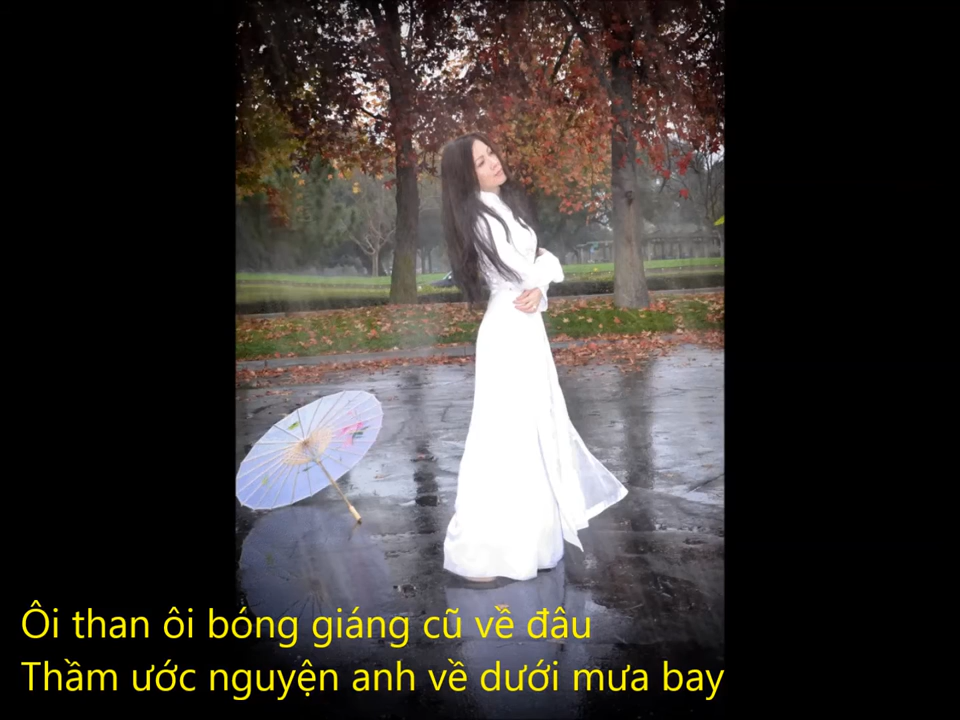 Ôi than ôi bóng giáng cũ về đâu
Thầm ước nguyện anh về dưới mưa bay